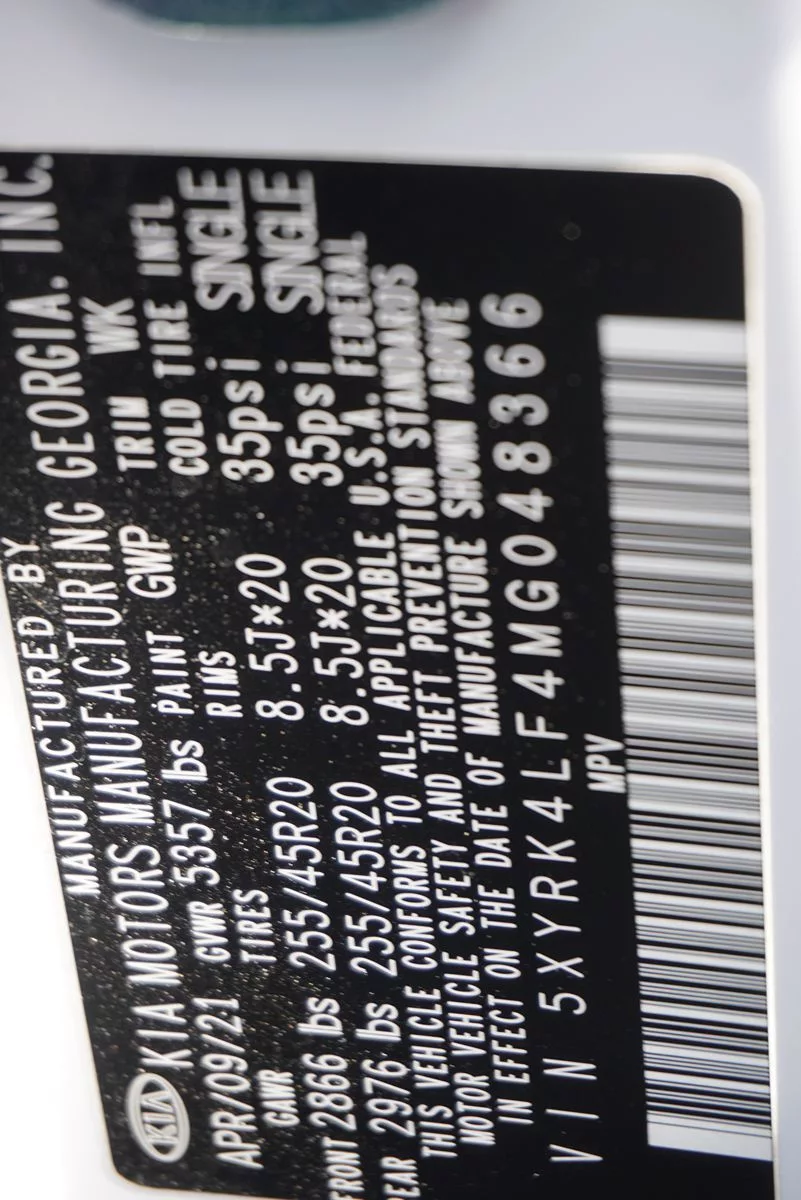 MANUFACTURED BY
KIA KIA MOTORS MANUFACTURING GEORGIA. INC.
APR/09/21 GVWR 5357 lbs PAINT GWP TRIM WK
GAWR TIRES RIMS COLD TIRE INFL
FRONT 2866 lbs 255/45R20 8.5J*20 35psi SINGLE
REAR 2976 lbs 255/45R20 8.5J*20 35psi SINGLE
THIS VEHICLE CONFORMS TO ALL APPLICABLE U.S.A. FEDERAL
MOTOR VEHICLE SAFETY AND THEFT PREVENTION STANDARDS
IN EFFECT ON THE DATE OF MANUFACTURE SHOWN ABOVE
VIN 5XYRK4LF4MG048366
MPV